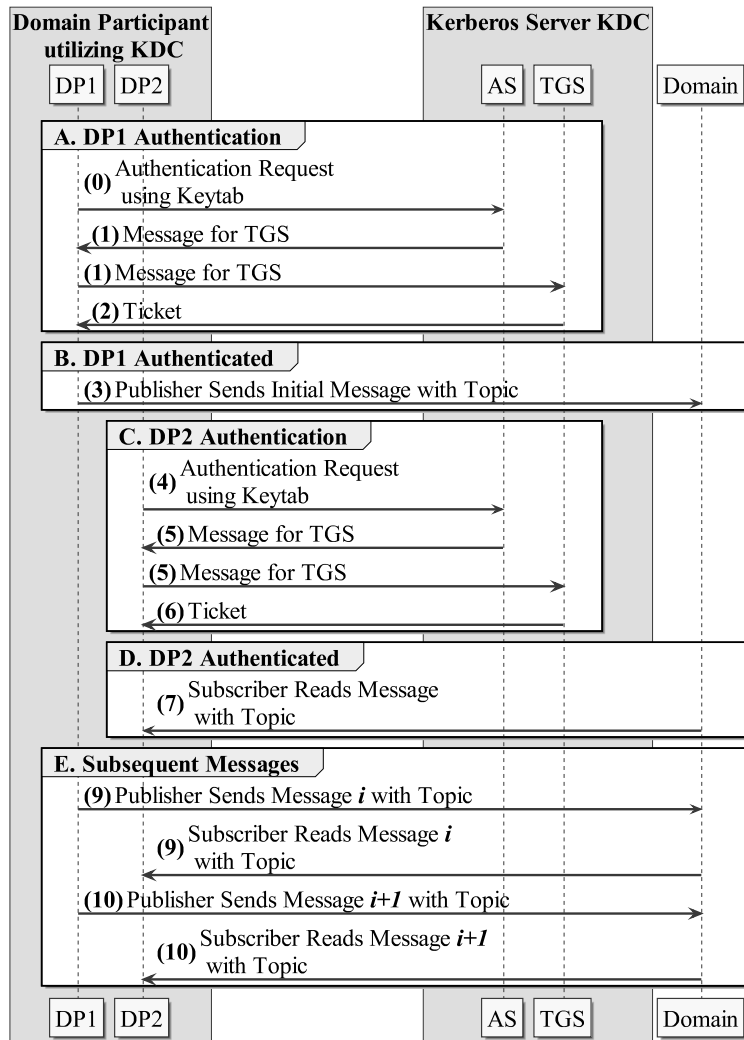 Domain Participant
utilizing KDC
Kerberos Server KDC
DP1
DP2
AS
TGS
Domain
A. DP1 Authentication
(0) Authentication Request
using Keytab
(1) Message for TGS
(1) Message for TGS
(2) Ticket
B. DP1 Authenticated
(3) Publisher Sends Initial Message with Topic
C. DP2 Authentication
(4) Authentication Request
using Keytab
(5) Message for TGS
(5) Message for TGS
(6) Ticket
D. DP2 Authenticated
(7) Subscriber Reads Message
with Topic
E. Subsequent Messages
(9) Publisher Sends Message i with Topic
(9) Subscriber Reads Message i
with Topic
(10) Publisher Sends Message i+1 with Topic
(10) Subscriber Reads Message i+1
with Topic
DP1
DP2
AS
TGS
Domain